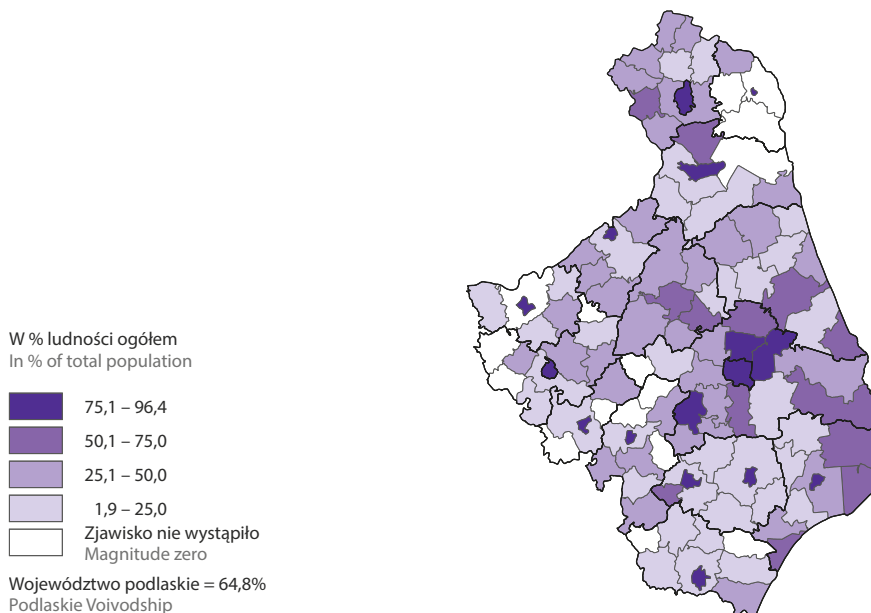 W % ludności ogółem
In % of total population
75,1 – 96,4
50,1 – 75,0
25,1 – 50,0
1,9 – 25,0
Zjawisko nie wystąpiło
Magnitude zero
Województwo podlaskie = 64,8%
Podlaskie Voivodship